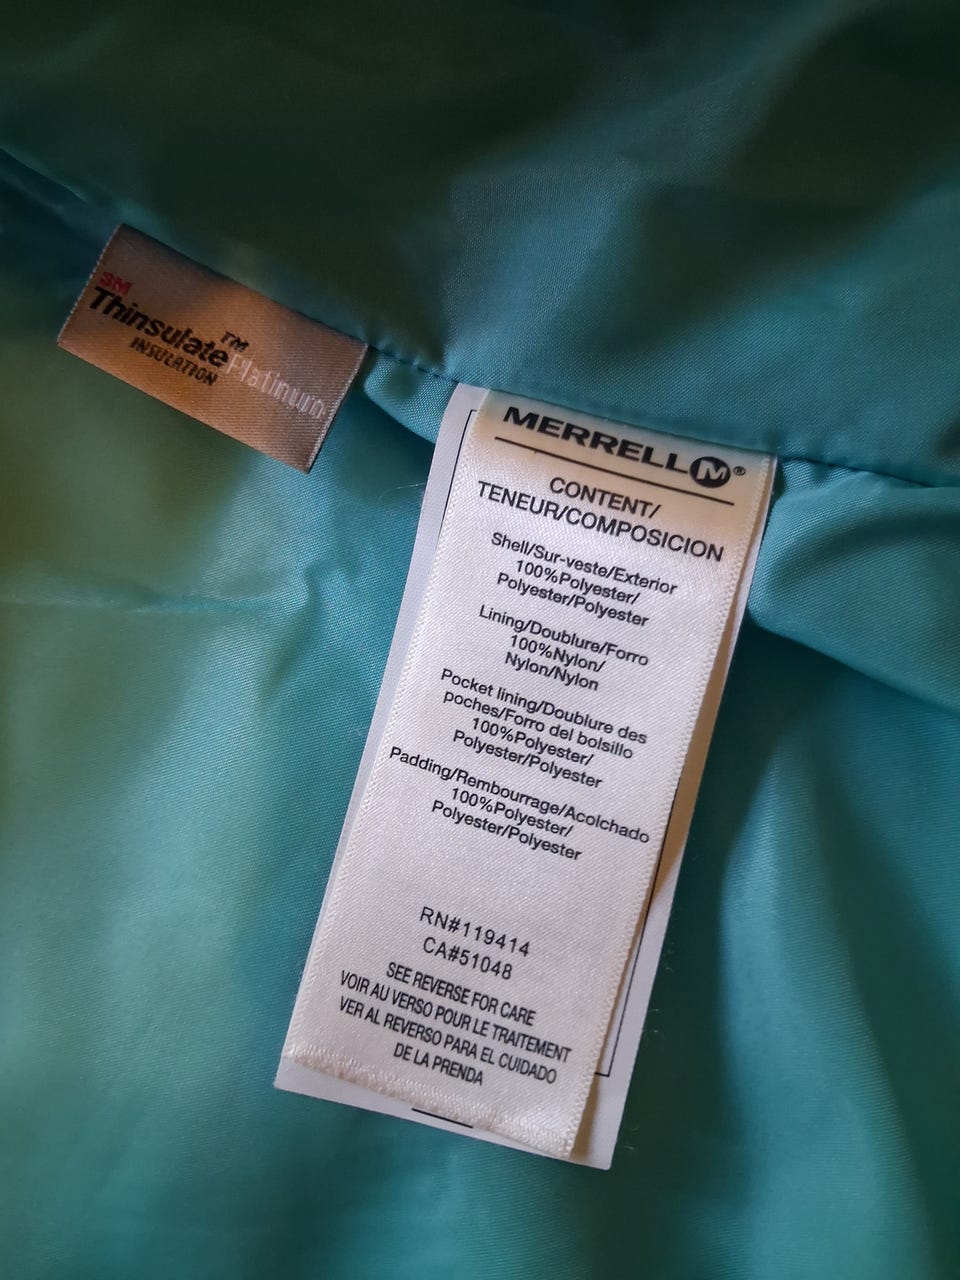 3M
Thinsulate™
INSULATION
Platinum
MERRELL M®
CONTENT/
TENEUR/COMPOSICION
Shell/Sur-veste/Exterior
100%Polyester/
Polyester/Polyester
Lining/Doublure/Forro
100%Nylon/
Nylon/Nylon
Pocket lining/Doublure des
poches/Forro del bolsillo
100%Polyester/
Polyester/Polyester
Padding/Rembourrage/Acolchado
100%Polyester/
Polyester/Polyester
RN#119414
CA#51048
SEE REVERSE FOR CARE
VOIR AU VERSO POUR LE TRAITEMENT
VER AL REVERSO PARA EL CUIDADO
DE LA PRENDA